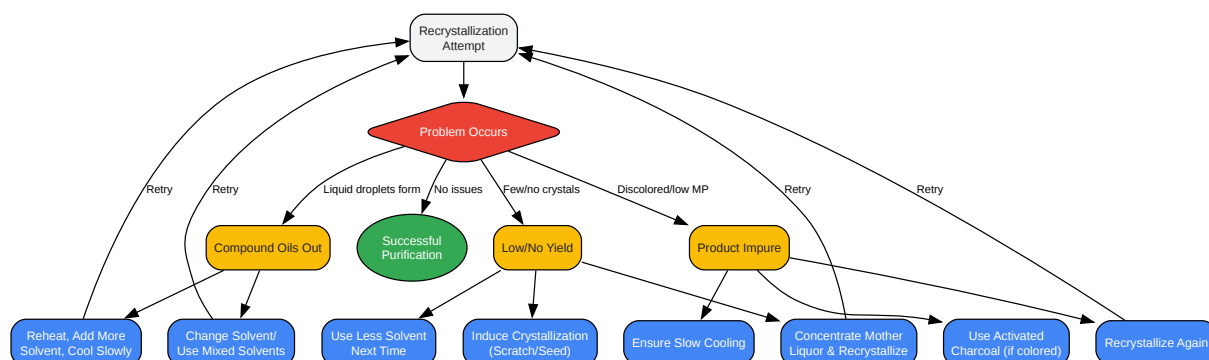 Recrystallization
Attempt
Problem Occurs
Retry
Retry
Liquid droplets form
No issues
Few/no crystals
Discolored/low MP
Retry
Retry
Compound Oils Out
Successful
Purification
Low/No Yield
Product Impure
Reheat, Add More
Solvent, Cool Slowly
Change Solvent/
Use Mixed Solvents
Use Less Solvent
Next Time
Induce Crystallization
(Scratch/Seed)
Ensure Slow Cooling
Concentrate Mother
Liquor & Recrystallize
Use Activated
Charcoal (if colored)
Recrystallize Again